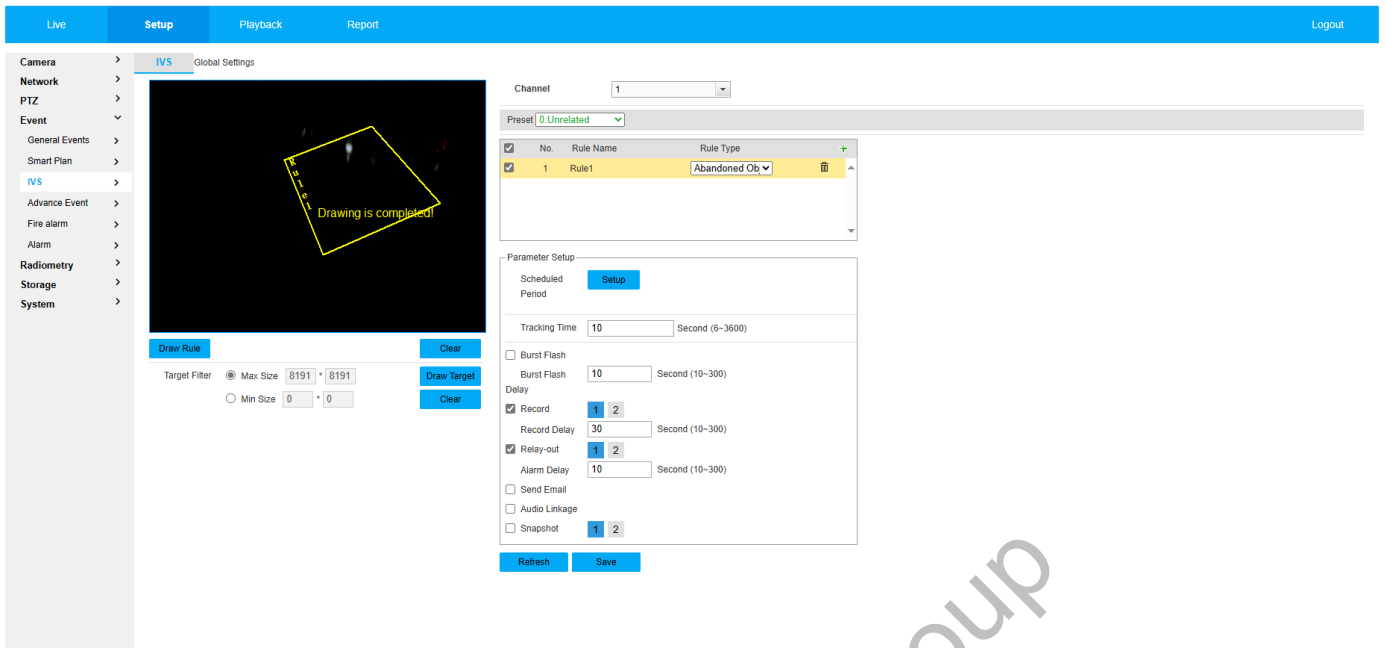 Live Setup Playback Report Logout
Camera
Network
PTZ
Event
General Events
Smart Plan
IVS
Advance Event
Fire alarm
Alarm
Radiometry
Storage
System
IVS Global Settings
Rule1
Drawing is completed!
Draw Rule Clear
Target Filter Max Size 8191 * 8191 Draw Target
Min Size 0 * 0 Clear
Channel 1
Preset 0:Unrelated
No. Rule Name Rule Type +
1 Rule1 Abandoned Ob
Parameter Setup
Scheduled Setup
Period
Tracking Time 10 Second (6~3600)
Burst Flash
Burst Flash 10 Second (10~300)
Delay
Record 1 2
Record Delay 30 Second (10~300)
Relay-out 1 2
Alarm Delay 10 Second (10~300)
Send Email
Audio Linkage
Snapshot 1 2
Refresh Save